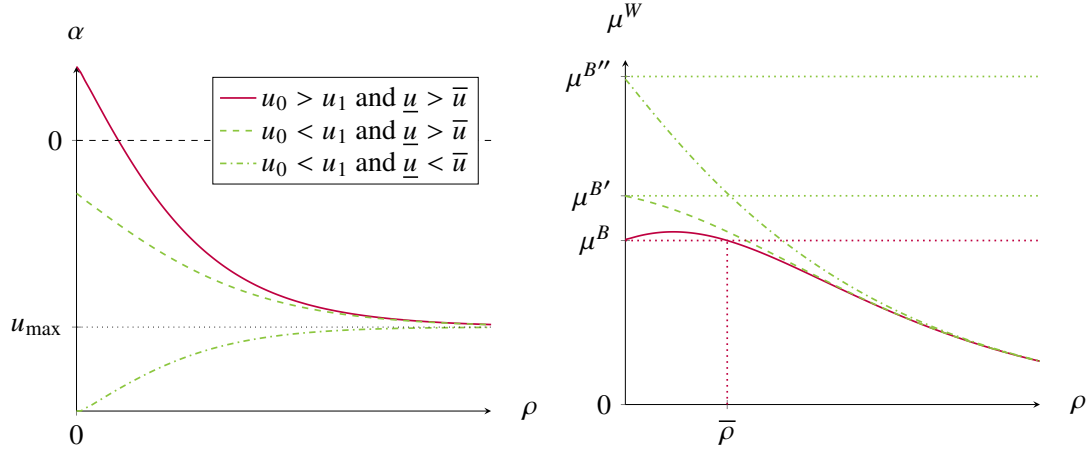 α
0
u₀ > u₁ and u̲ > u̅
u₀ < u₁ and u̲ > u̅
u₀ < u₁ and u̲ < u̅
u_max
ρ
0
μ^W
μ^B″
μ^B′
μ^B
0
ρ̅
ρ